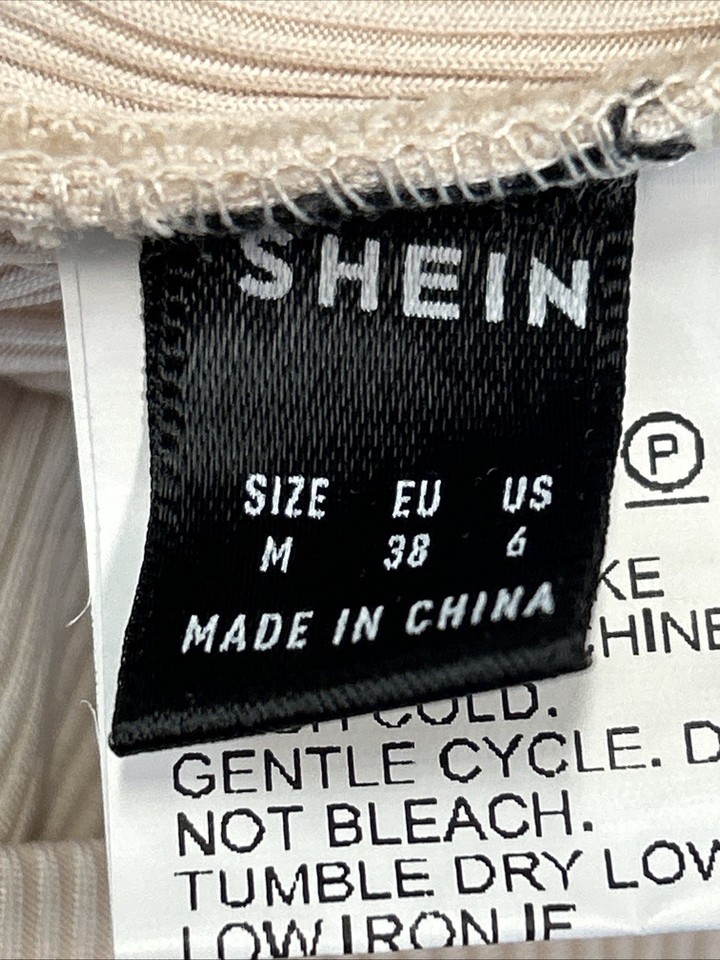 SHEIN
SIZE EU US
M 38 6
MADE IN CHINA
P
COLD.
GENTLE CYCLE. D
NOT BLEACH.
TUMBLE DRY LOW
LOW IRON IF